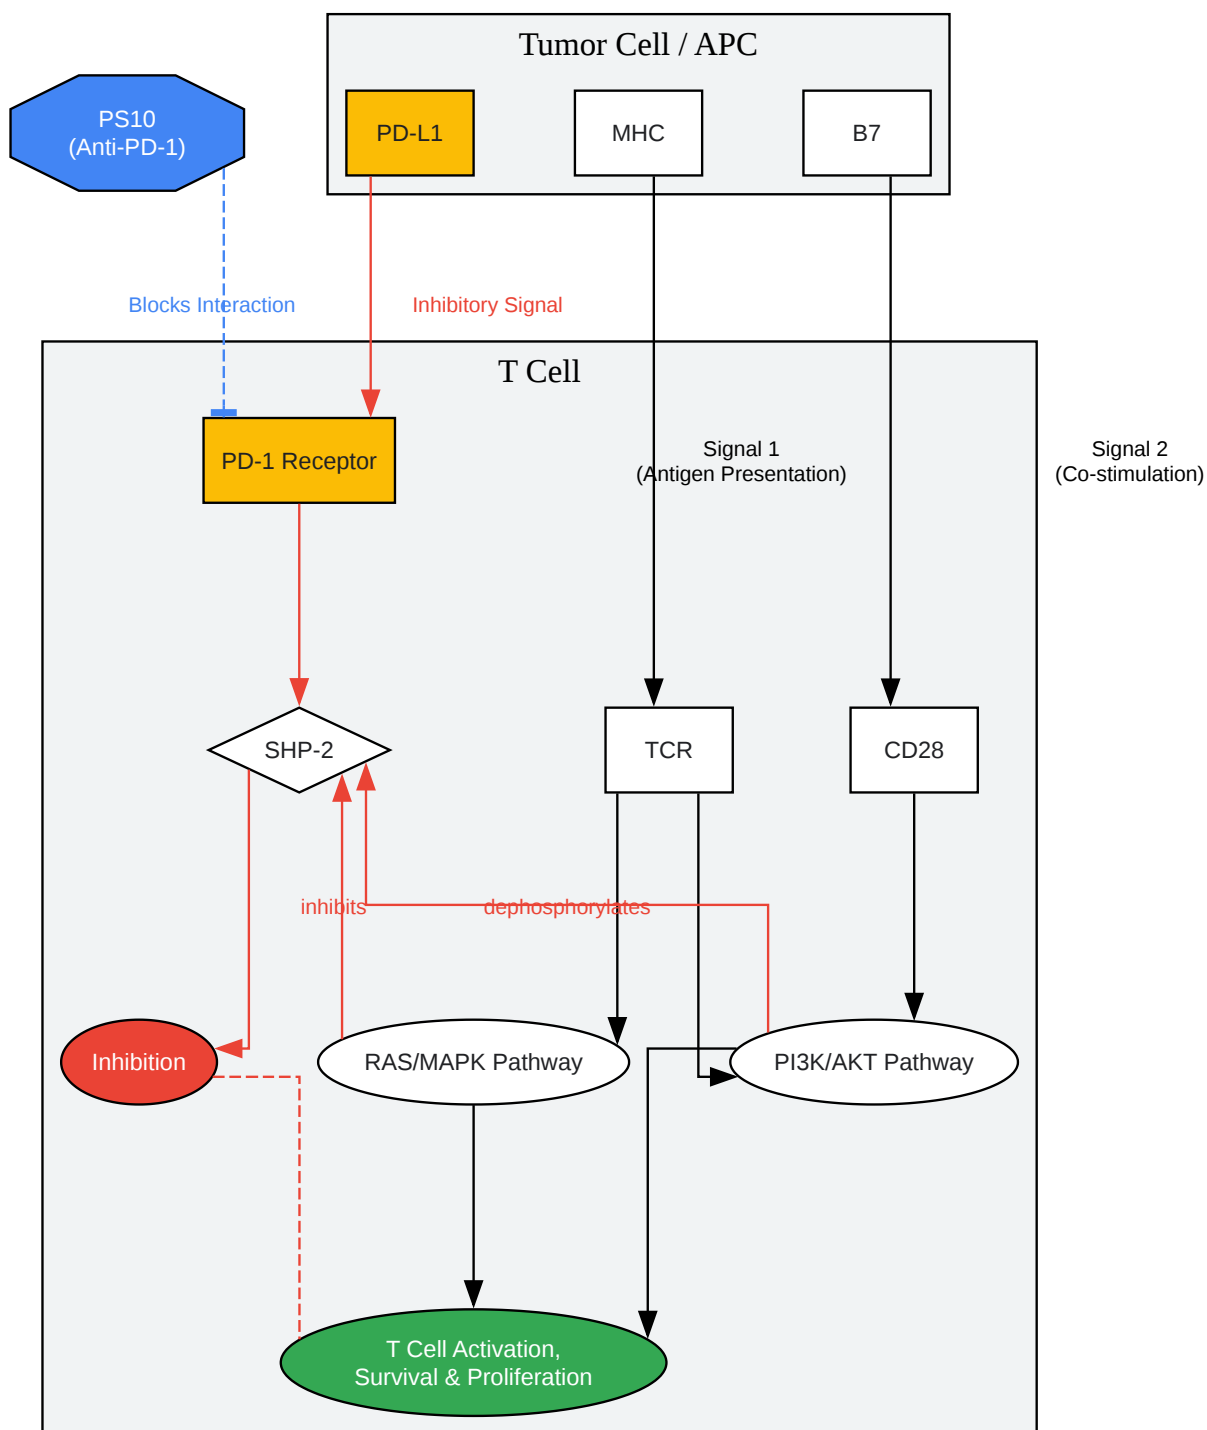 Tumor Cell / APC
PS10
(Anti-PD-1)
PD-L1
MHC
B7
Blocks Interaction
Inhibitory Signal
T Cell
PD-1 Receptor
Signal 1
(Antigen Presentation)
Signal 2
(Co-stimulation)
SHP-2
TCR
CD28
inhibits
dephosphorylates
Inhibition
RAS/MAPK Pathway
PI3K/AKT Pathway
T Cell Activation,
Survival & Proliferation